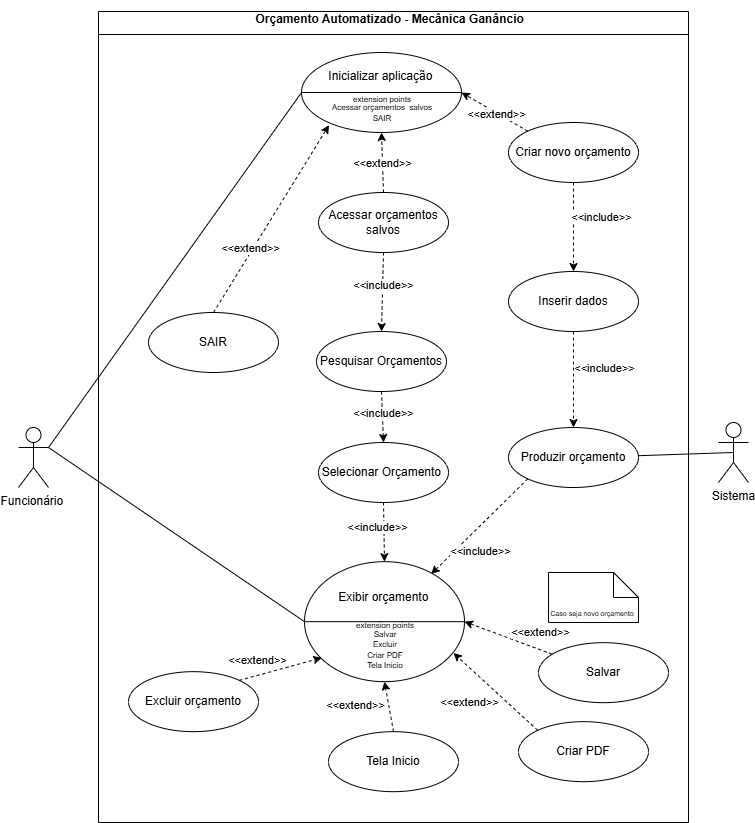 Orçamento Automatizado - Mecânica Ganâncio
Inicializar aplicação
extension points
Acessar orçamentos salvos
SAIR
<<extend>>
Criar novo orçamento
<<extend>>
Acessar orçamentos
salvos
<<include>>
<<extend>>
<<include>>
Inserir dados
SAIR
Pesquisar Orçamentos
<<include>>
<<include>>
Funcionário
Selecionar Orçamento
Produzir orçamento
Sistema
<<include>>
<<include>>
Exibir orçamento
extension points
Salvar
Excluir
Criar PDF
Tela Inicio
Caso seja novo orçamento
<<extend>>
Salvar
<<extend>>
Excluir orçamento
<<extend>>
<<extend>>
Tela Inicio
Criar PDF